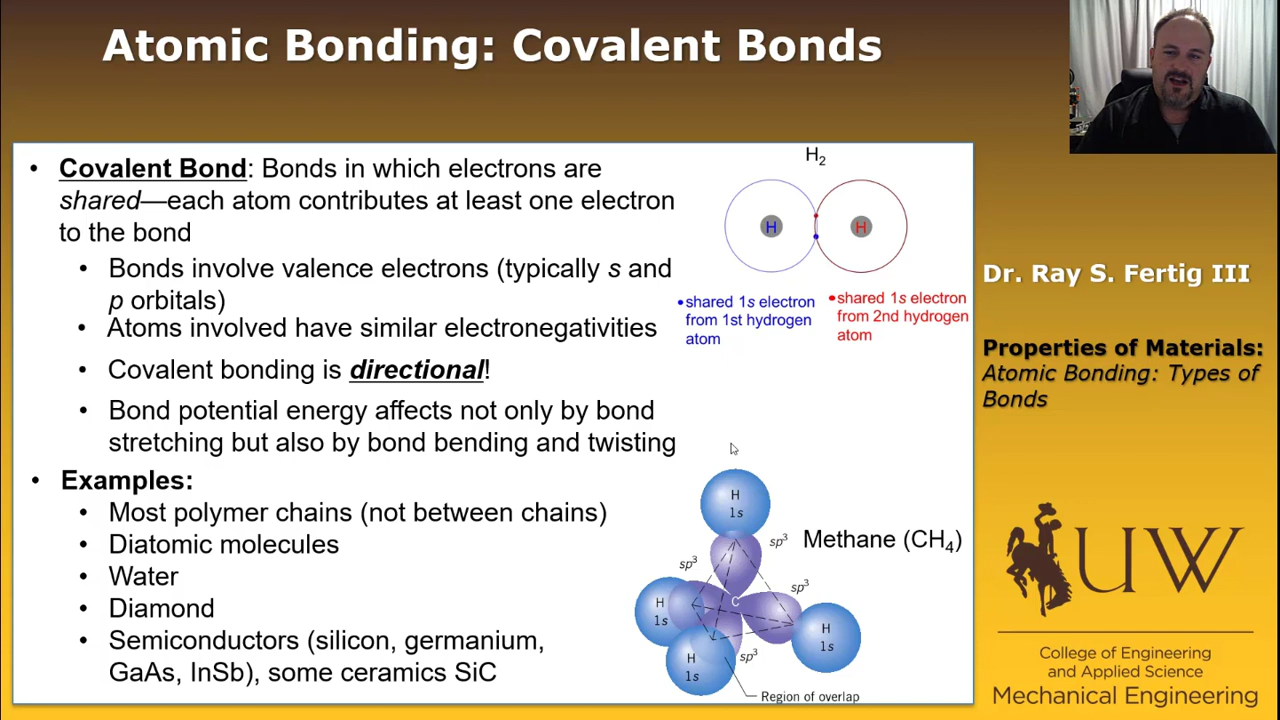 Atomic Bonding: Covalent Bonds
• Covalent Bond: Bonds in which electrons are
shared—each atom contributes at least one electron
to the bond
• Bonds involve valence electrons (typically s and
p orbitals)
• Atoms involved have similar electronegativities
• Covalent bonding is directional!
• Bond potential energy affects not only by bond
stretching but also by bond bending and twisting
• Examples:
• Most polymer chains (not between chains)
• Diatomic molecules
• Water
• Diamond
• Semiconductors (silicon, germanium,
GaAs, InSb), some ceramics SiC
H₂
H
H
•shared 1s electron
from 1st hydrogen
atom
•shared 1s electron
from 2nd hydrogen
atom
H
1s
sp³
Methane (CH₄)
sp³
sp³
C
H
1s
H
1s
sp³
H
1s
Region of overlap
Dr. Ray S. Fertig III
Properties of Materials:
Atomic Bonding: Types of
Bonds
UW
College of Engineering
and Applied Science
Mechanical Engineering